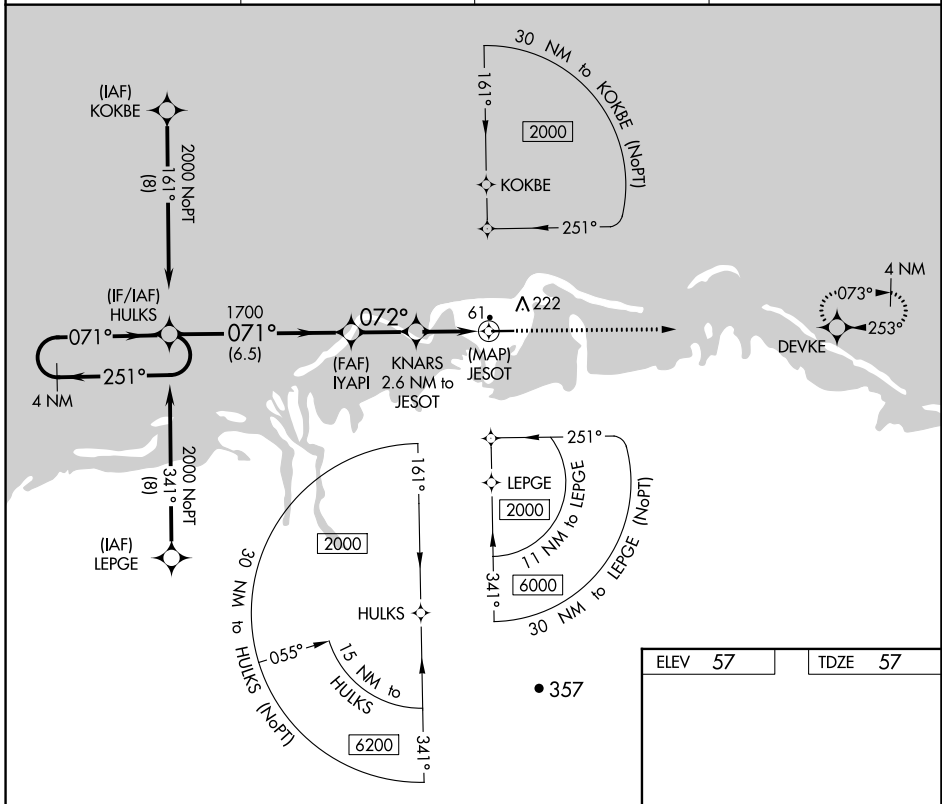 30 NM to KOKBE (NoPT)
161°
2000
KOKBE
251°
(IAF)
KOKBE
2000 NoPT
161°
(8)
(IF/IAF)
HULKS
071°
251°
4 NM
1700
071°
(6.5)
072°
(FAF)
IYAPI
KNARS
2.6 NM to
JESOT
61
222
(MAP)
JESOT
4 NM
073°
253°
DEVKE
2000 NoPT
341°
(8)
(IAF)
LEPGE
251°
LEPGE
2000
11 NM to LEPGE
6000
30 NM to LEPGE (NoPT)
341°
161°
2000
HULKS
30 NM to HULKS (NoPT)
055°
15 NM to
HULKS
6200
341°
357
ELEV 57
TDZE 57